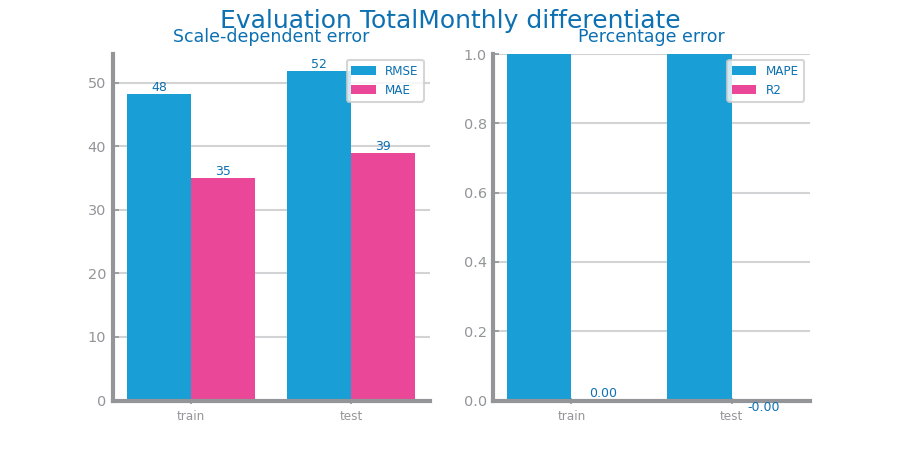 Evaluation TotalMonthly differentiate
Scale-dependent error
50
40
30
20
10
0
48
35
52
39
RMSE
MAE
train
test
Percentage error
1.0
0.8
0.6
0.4
0.2
0.0
MAPE
R2
0.00
-0.00
train
test